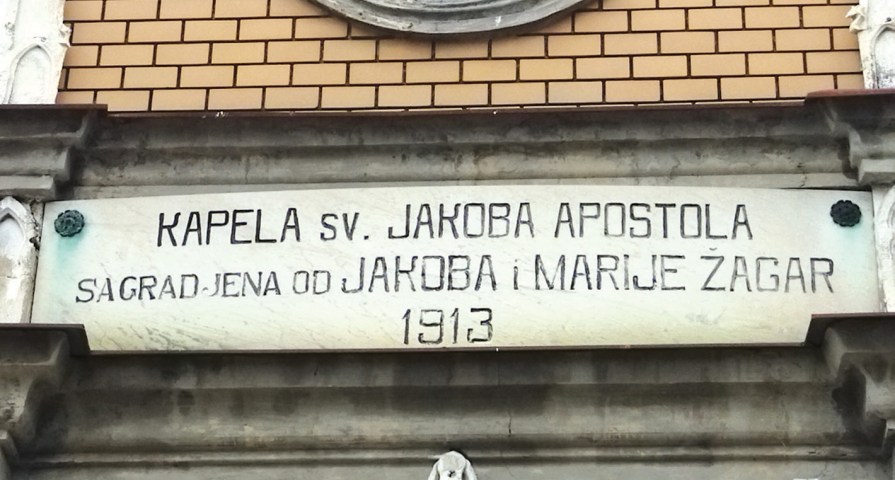 KAPELA sv. JAKOBA APOSTOLA
SAGRAD-JENA OD JAKOBA i MARIJE ŽAGAR
1913